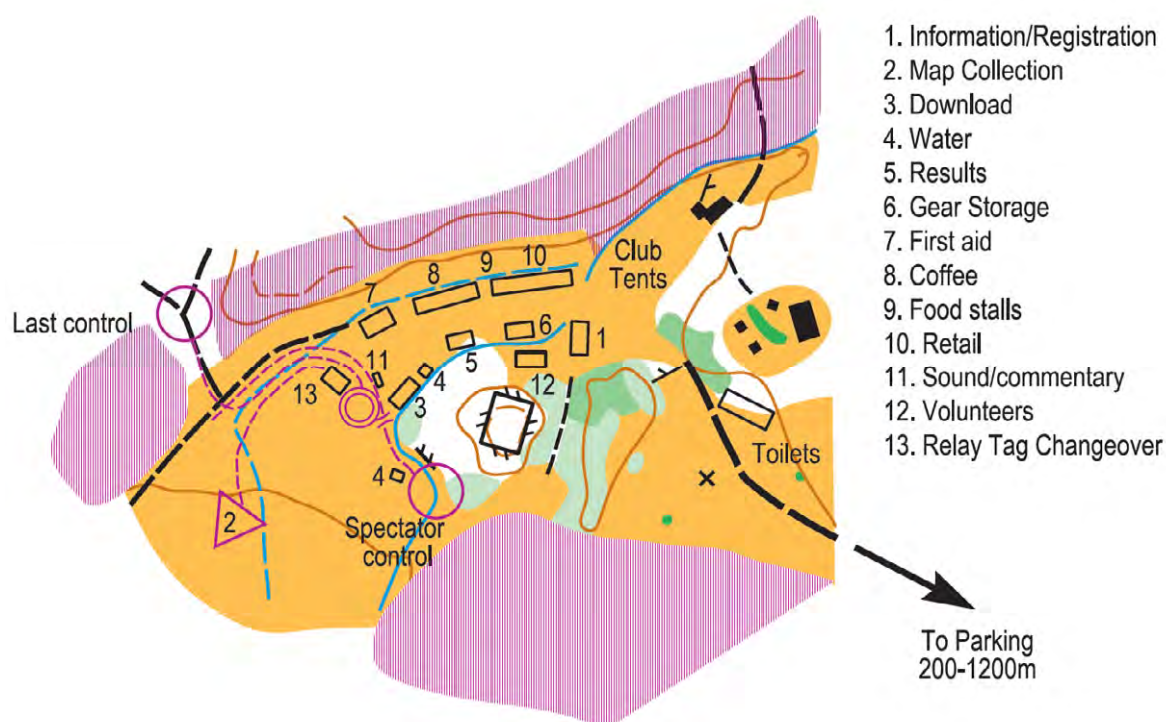 1. Information/Registration
2. Map Collection
3. Download
4. Water
5. Results
6. Gear Storage
7. First aid
8. Coffee
9. Food stalls
10. Retail
11. Sound/commentary
12. Volunteers
13. Relay Tag Changeover
Last control
Club
Tents
10
9
8
7
6
1
5
12
11
4
13
3
4
2
Spectator
control
Toilets
To Parking
200-1200m